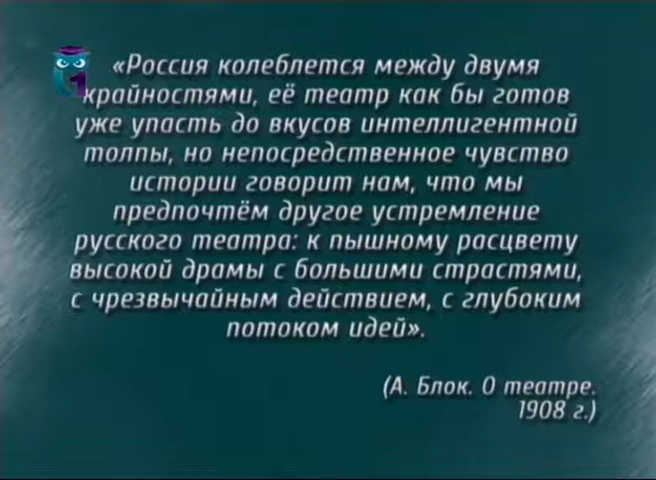 «Россия колеблется между двумя
крайностями, её театр как бы готов
уже упасть до вкусов интеллигентной
толпы, но непосредственное чувство
истории говорит нам, что мы
предпочтём другое устремление
русского театра: к пышному расцвету
высокой драмы с большими страстями,
с чрезвычайным действием, с глубоким
потоком идей».
(А. Блок. О театре.
1908 г.)